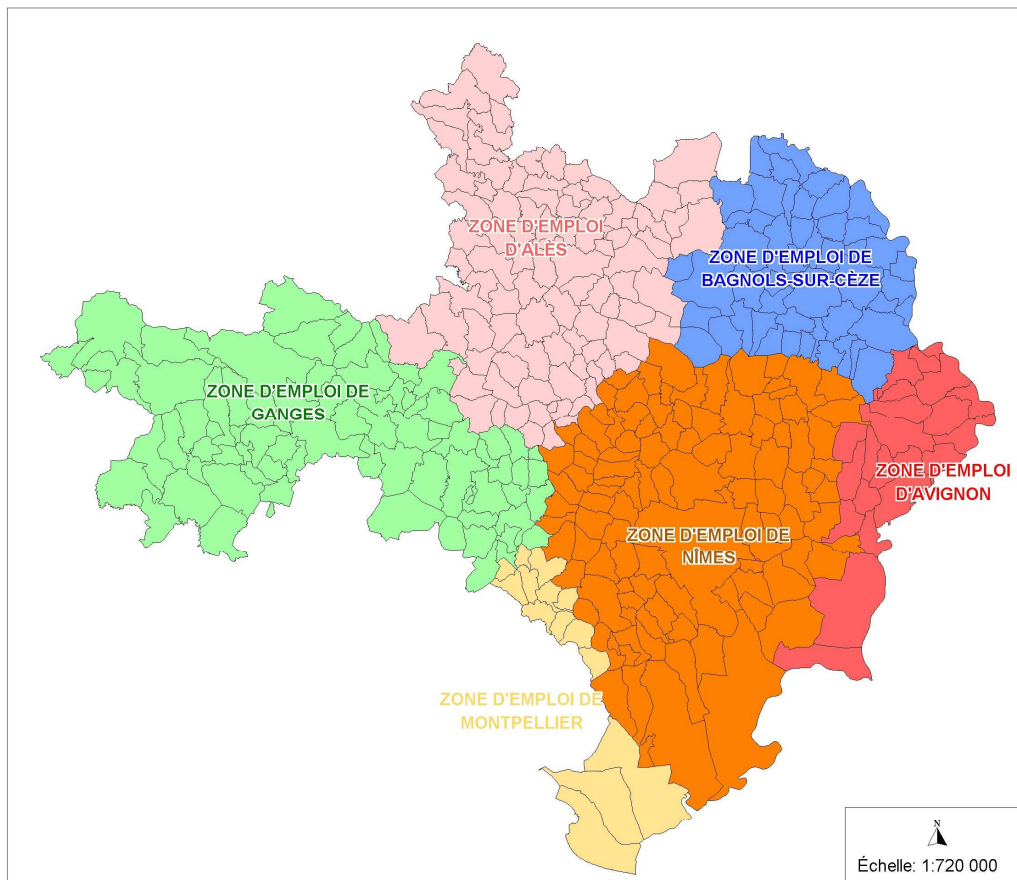 ZONE D'EMPLOI
D'ALÈS
ZONE D'EMPLOI DE
BAGNOLS-SUR-CÈZE
ZONE D'EMPLOI DE
GANGES
ZONE D'EMPLOI
D'AVIGNON
ZONE D'EMPLOI DE
NÎMES
ZONE D'EMPLOI DE
MONTPELLIER
N
Échelle: 1:720 000